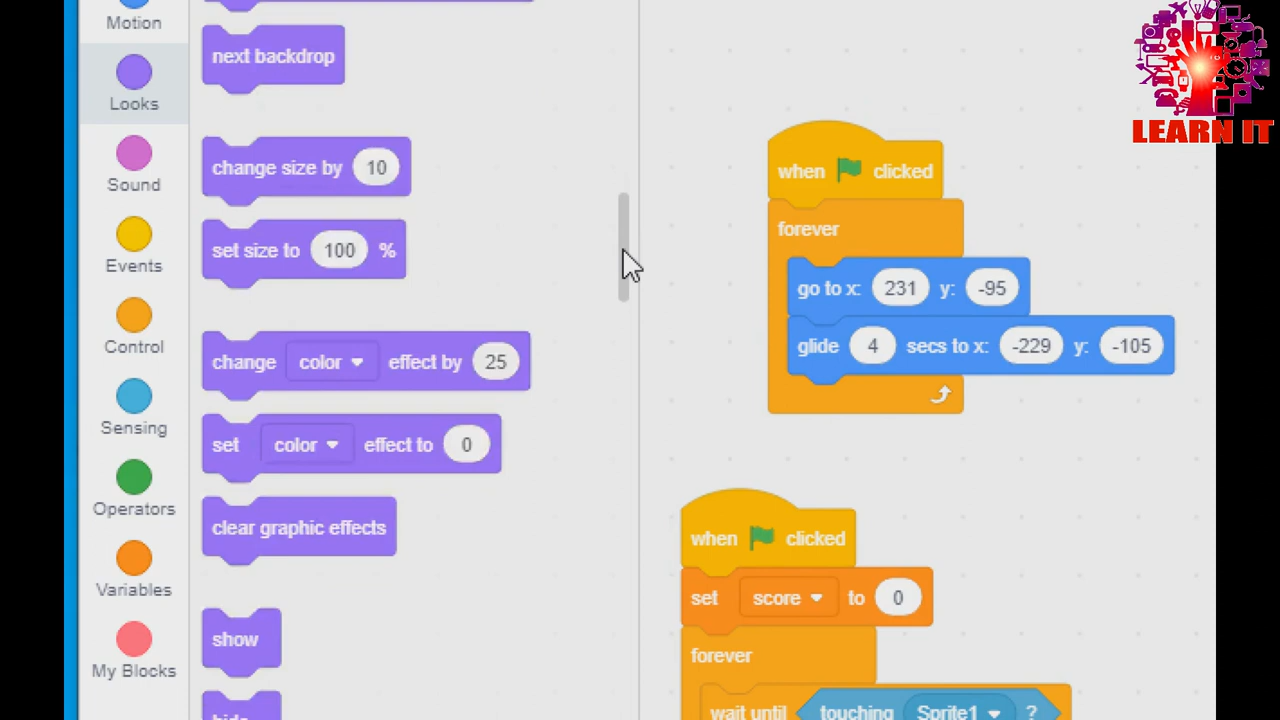 Motion
Looks
Sound
Events
Control
Sensing
Operators
Variables
My Blocks
next backdrop
change size by 10
set size to 100 %
change color effect by 25
set color effect to 0
clear graphic effects
show
hide
when clicked
forever
go to x: 231 y: -95
glide 4 secs to x: -229 y: -105
when clicked
set score to 0
forever
wait until touching Sprite1 ?
LEARN IT